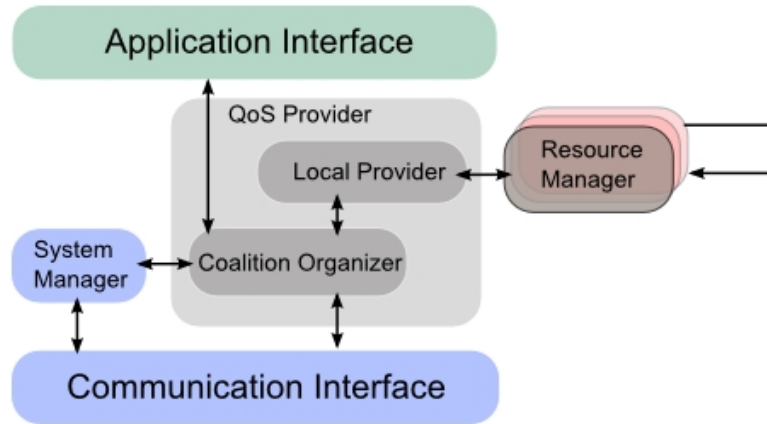 Application Interface
QoS Provider
Local Provider
Resource
Manager
System
Manager
Coalition Organizer
Communication Interface